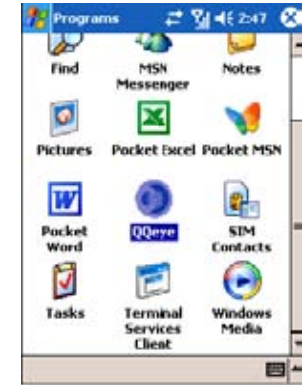 Programs 2:47
Find MSN Notes
Messenger
Pictures Pocket Excel Pocket MSN
Pocket QQeye SIM
Word Contacts
Tasks Terminal Windows
Services Media
Client